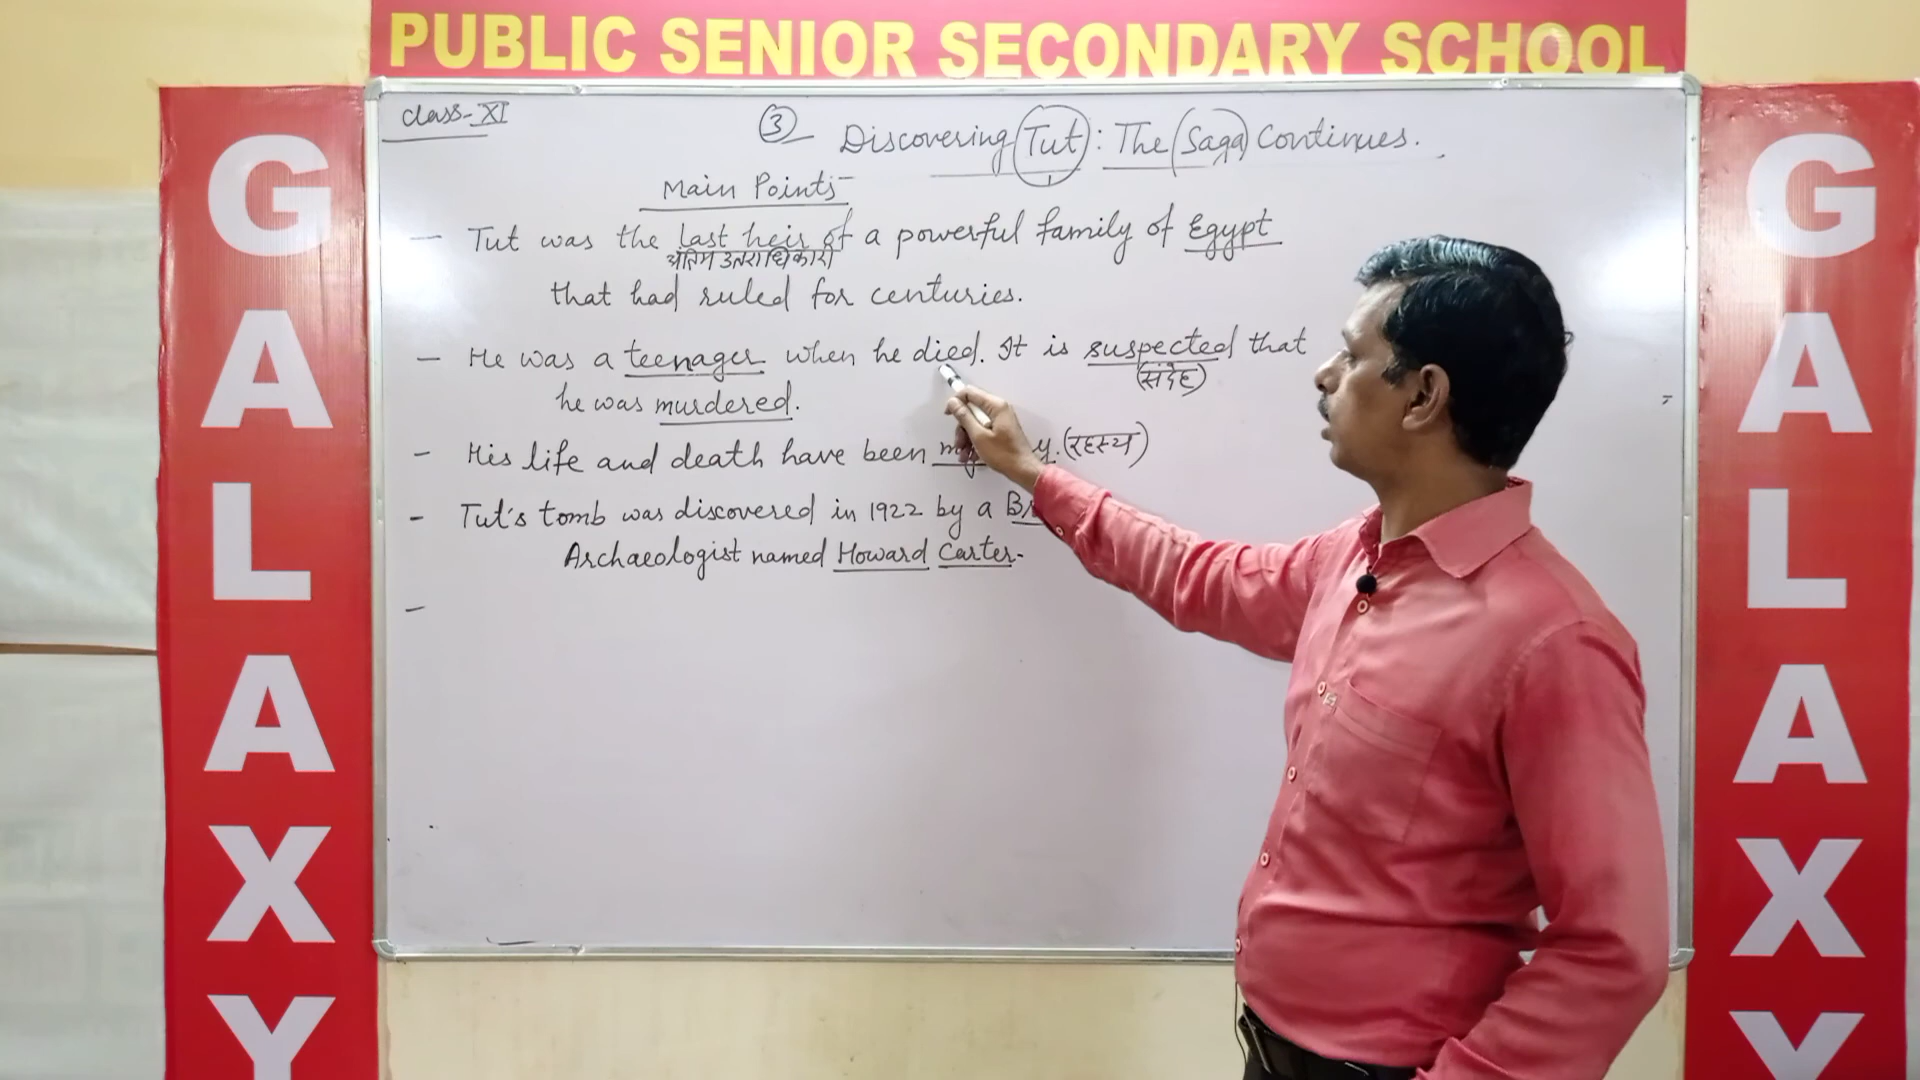 PUBLIC SENIOR SECONDARY SCHOOL
GALAXY
GALAXY
Class-XI
③ Discovering Tut: The Saga Continues.
Main Points-
— Tut was the last heir of a powerful family of Egypt
अंतिम उतराधिकारी
that had ruled for centuries.
— He was a teenager when he died. It is suspected that
(संदेह)
he was murdered.
- His life and death have been (रहस्य)
- Tut's tomb was discovered in 1922 by a
Archaeologist named Howard Carter-
—